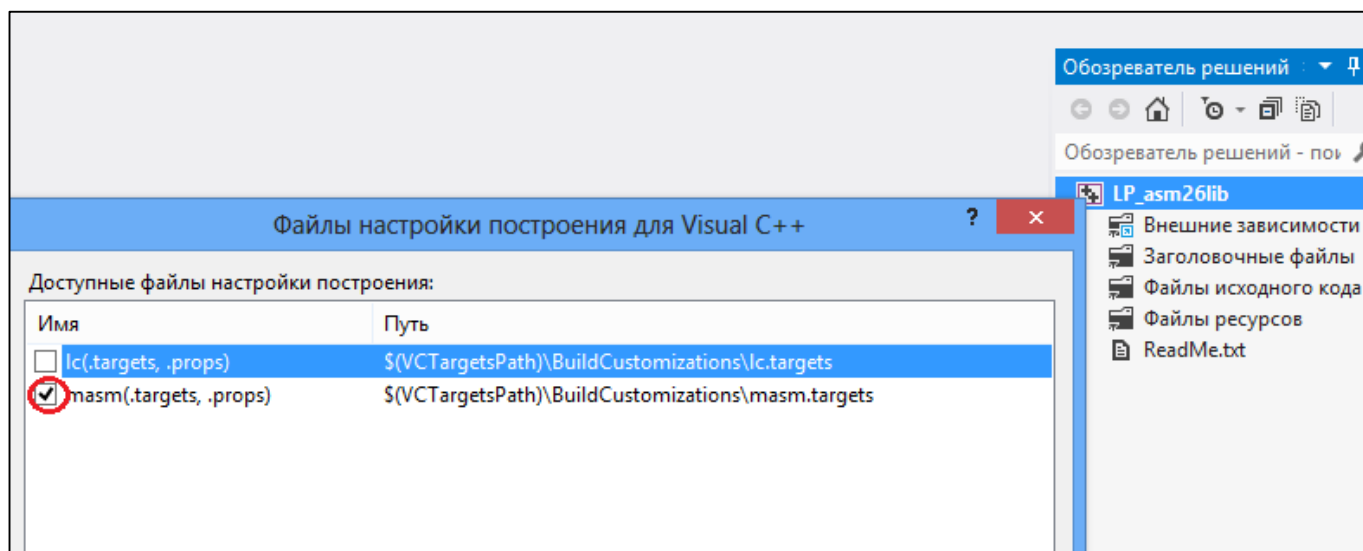 Обозреватель решений
Обозреватель решений - пои
LP_asm26lib
Внешние зависимости
Заголовочные файлы
Файлы исходного кода
Файлы ресурсов
ReadMe.txt
Файлы настройки построения для Visual C++ ?
Доступные файлы настройки построения:
Имя Путь
lc(.targets, .props) $(VCTargetsPath)\BuildCustomizations\lc.targets
masm(.targets, .props) $(VCTargetsPath)\BuildCustomizations\masm.targets